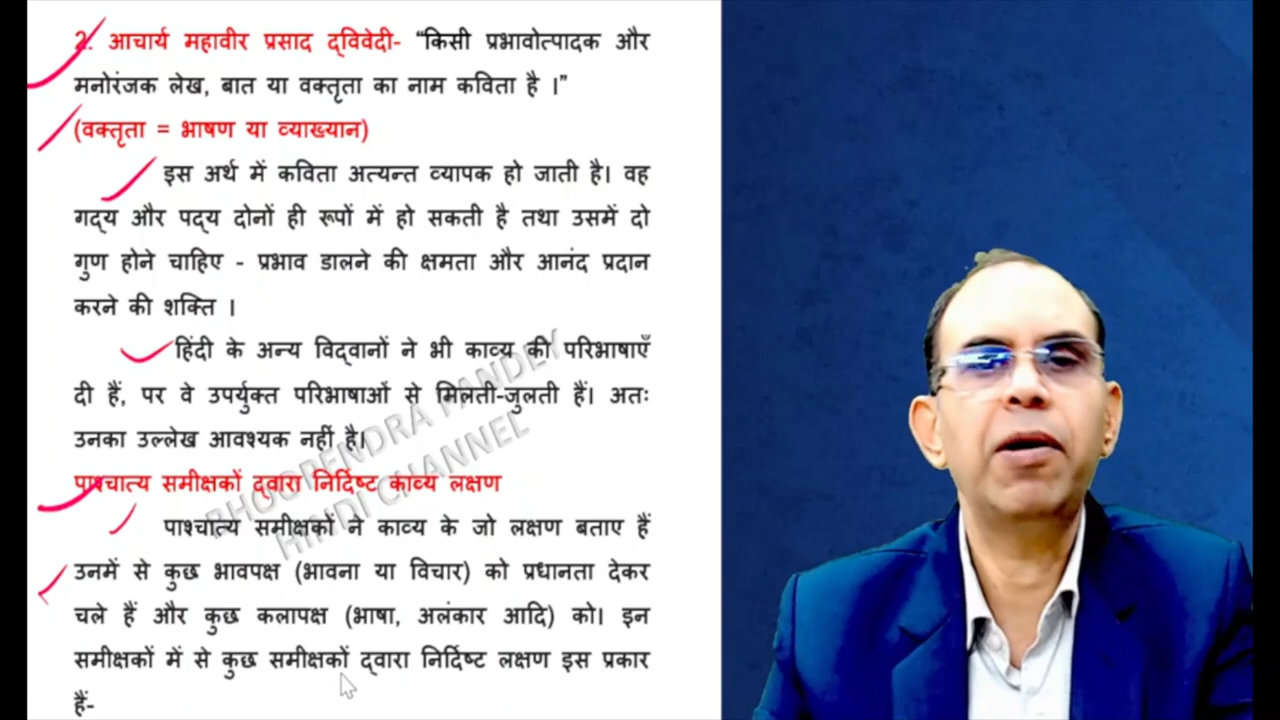 2. आचार्य महावीर प्रसाद द्विवेदी- “किसी प्रभावोत्पादक और
मनोरंजक लेख, बात या वक्तृता का नाम कविता है ।”
(वक्तृता = भाषण या व्याख्यान)
इस अर्थ में कविता अत्यन्त व्यापक हो जाती है। वह
गद्य और पद्य दोनों ही रूपों में हो सकती है तथा उसमें दो
गुण होने चाहिए - प्रभाव डालने की क्षमता और आनंद प्रदान
करने की शक्ति ।
हिंदी के अन्य विद्वानों ने भी काव्य की परिभाषाएँ
दी हैं, पर वे उपर्युक्त परिभाषाओं से मिलती-जुलती हैं। अतः
उनका उल्लेख आवश्यक नहीं है।
पाश्चात्य समीक्षकों द्वारा निर्दिष्ट काव्य लक्षण
पाश्चात्य समीक्षकों ने काव्य के जो लक्षण बताए हैं
उनमें से कुछ भावपक्ष (भावना या विचार) को प्रधानता देकर
चले हैं और कुछ कलापक्ष (भाषा, अलंकार आदि) को। इन
समीक्षकों में से कुछ समीक्षकों द्वारा निर्दिष्ट लक्षण इस प्रकार
हैं-
BHOOPENDRA PANDEY
HINDI CHANNEL